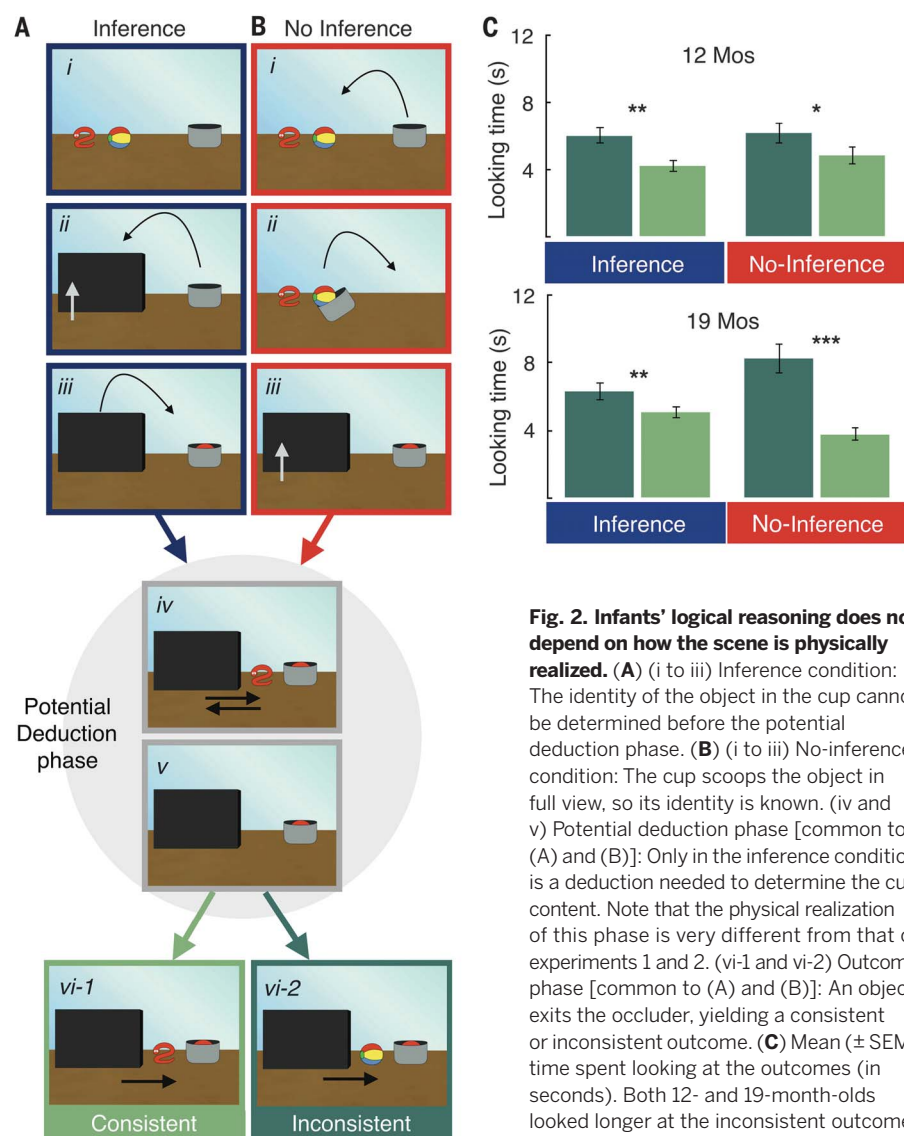 A
Inference
B
No Inference
C
i
ii
iii
i
ii
iii
Potential
Deduction
phase
iv
v
vi-1
Consistent
vi-2
Inconsistent
12 Mos
Looking time (s)
12
6
4
**
*
Inference
No-Inference
19 Mos
Looking time (s)
12
8
4
**
***
Inference
No-Inference
Fig. 2. Infants' logical reasoning does no
depend on how the scene is physically
realized. (A) (i to iii) Inference condition:
The identity of the object in the cup canno
be determined before the potential
deduction phase. (B) (i to iii) No-inference
condition: The cup scoops the object in
full view, so its identity is known. (iv and
v) Potential deduction phase [common to
(A) and (B)]: Only in the inference conditio
is a deduction needed to determine the cu
content. Note that the physical realization
of this phase is very different from that o
experiments 1 and 2. (vi-1 and vi-2) Outcom
phase [common to (A) and (B)]: An objec
exits the occluder, yielding a consistent
or inconsistent outcome. (C) Mean (± SEM
time spent looking at the outcomes (in
seconds). Both 12- and 19-month-olds
looked longer at the inconsistent outcome